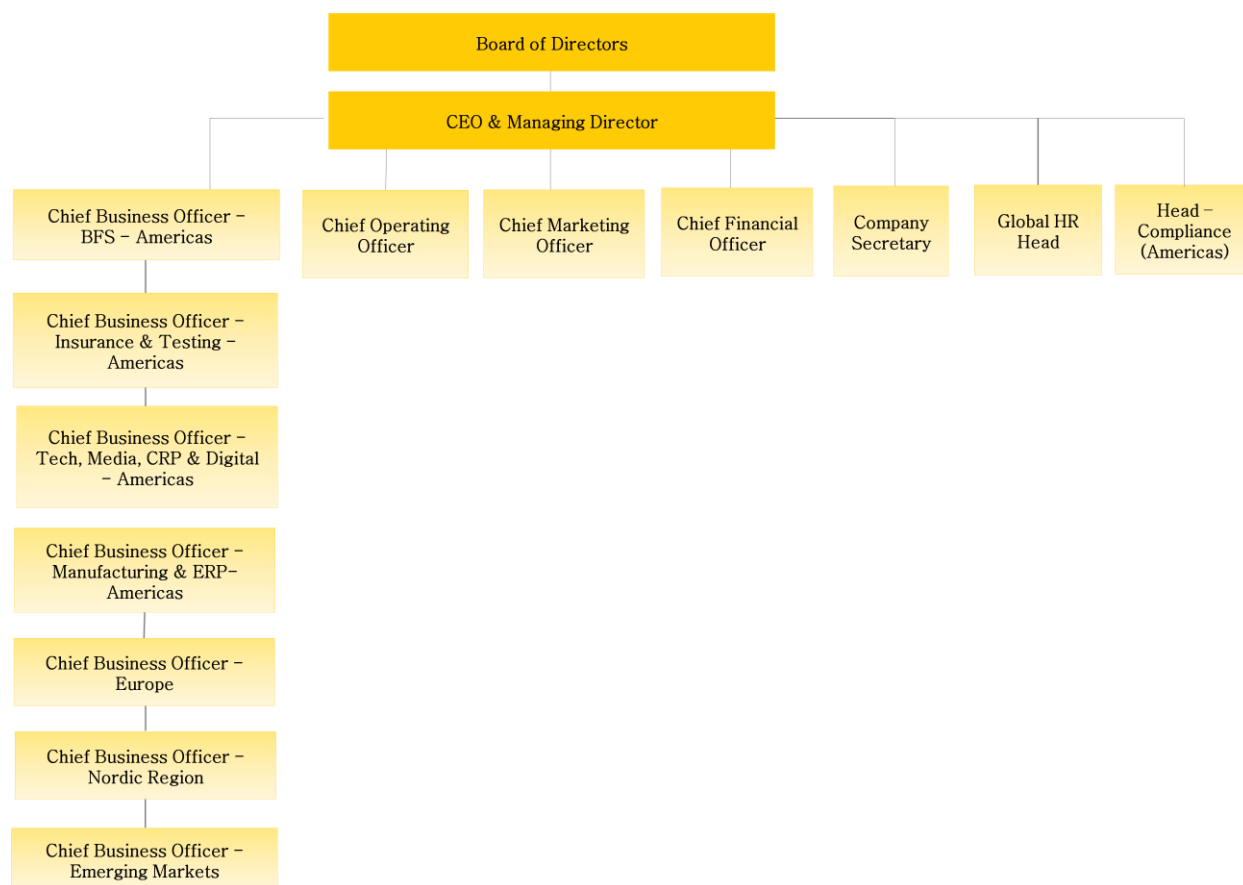 Board of Directors
CEO & Managing Director
Chief Business Officer –
BFS – Americas
Chief Operating
Officer
Chief Marketing
Officer
Chief Financial
Officer
Company
Secretary
Global HR
Head
Head –
Compliance
(Americas)
Chief Business Officer –
Insurance & Testing –
Americas
Chief Business Officer –
Tech, Media, CRP & Digital
– Americas
Chief Business Officer –
Manufacturing & ERP–
Americas
Chief Business Officer –
Europe
Chief Business Officer –
Nordic Region
Chief Business Officer –
Emerging Markets